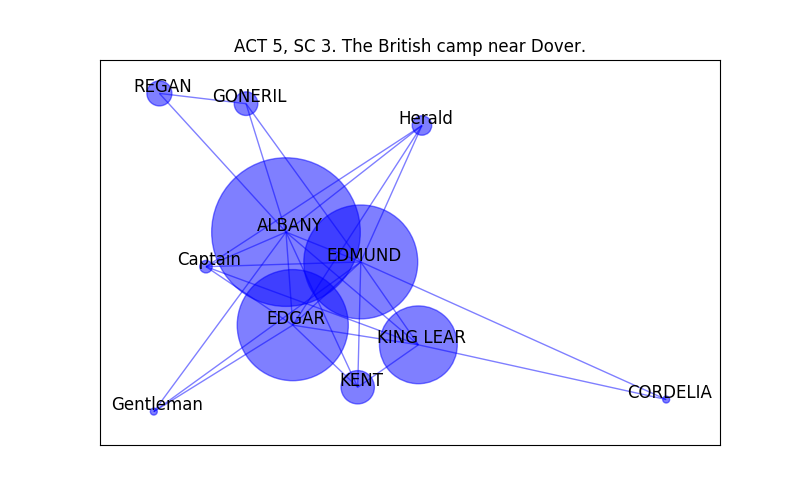 ACT 5, SC 3. The British camp near Dover.
REGAN
GONERIL
Herald
ALBANY
EDMUND
Captain
EDGAR
KING LEAR
KENT
CORDELIA
Gentleman